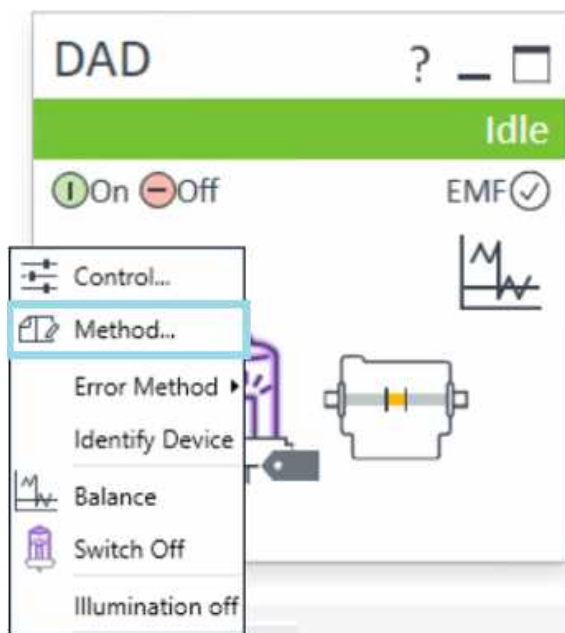 DAD ?
Idle
On Off EMF
Control...
Method...
Error Method
Identify Device
Balance
Switch Off
Illumination off